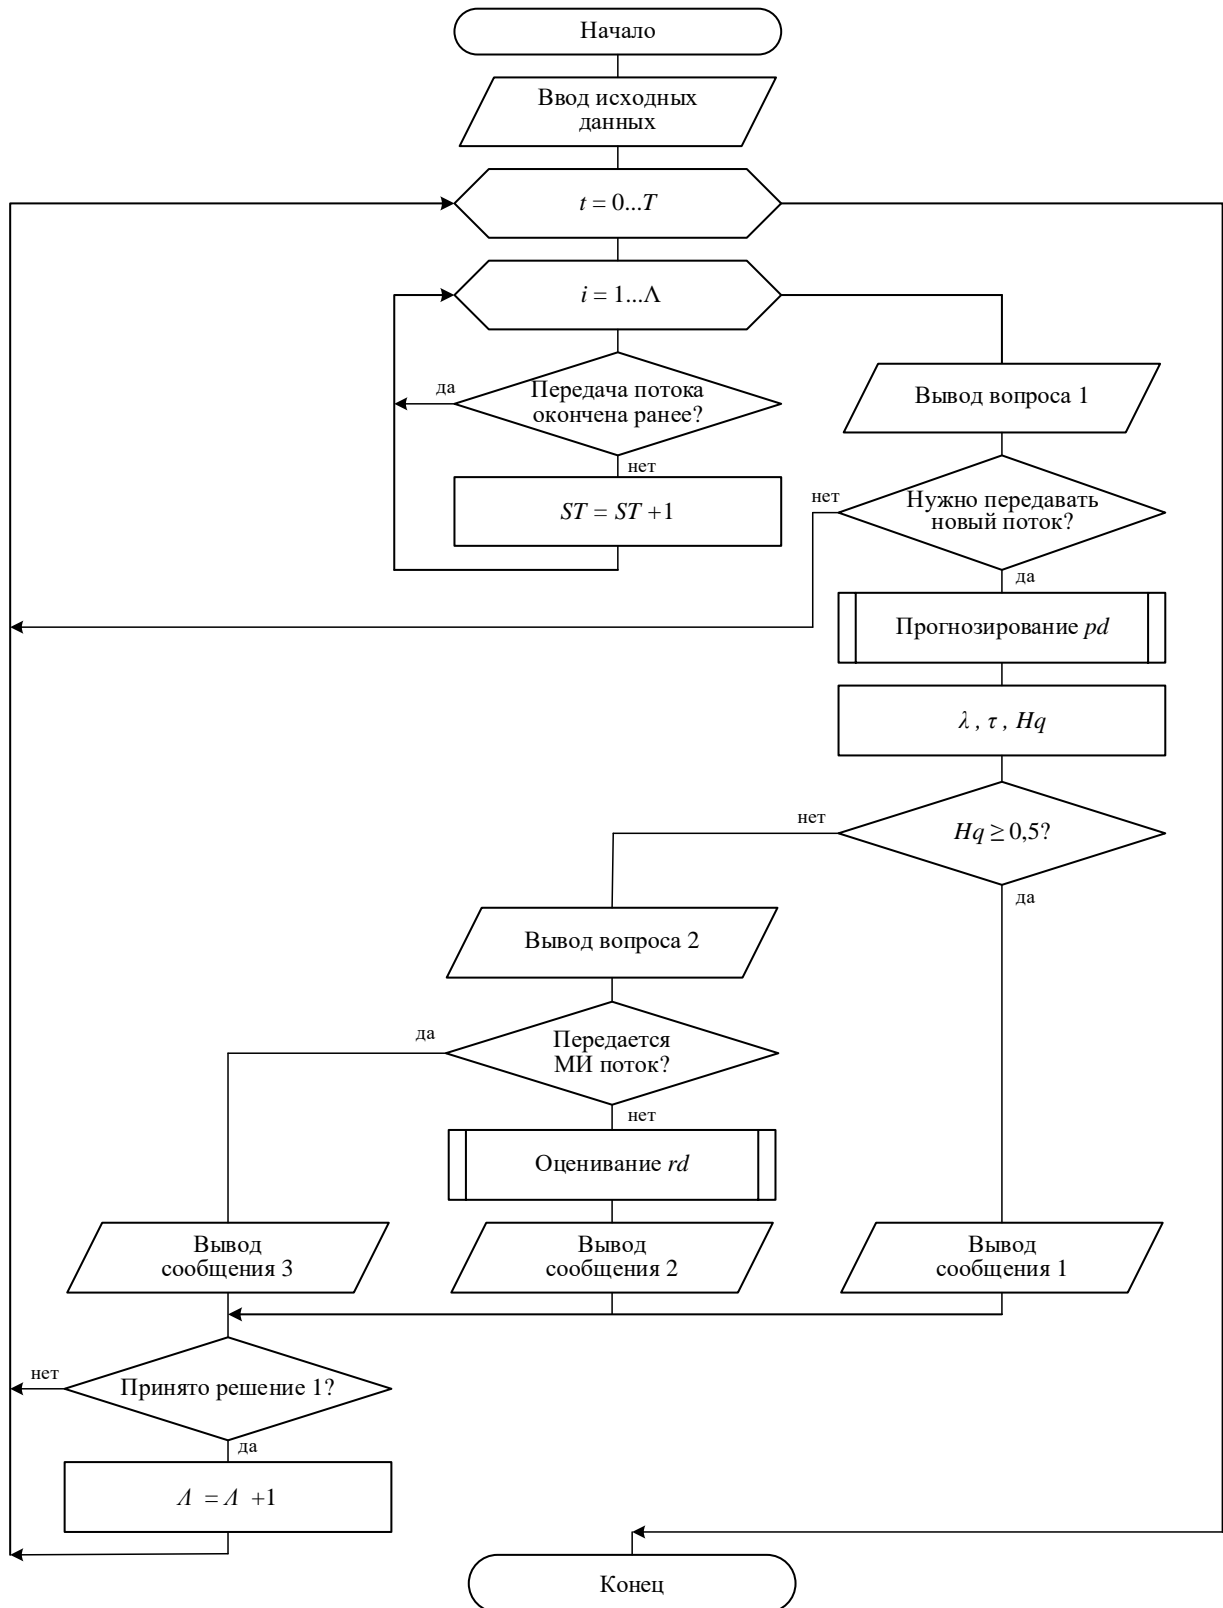 Начало
Ввод исходных
данных
t = 0...T
i = 1...Λ
да
Передача потока
окончена ранее?
нет
ST = ST +1
Вывод вопроса 1
нет
Нужно передавать
новый поток?
да
Прогнозирование pd
λ , τ , Hq
нет
Hq ≥ 0,5?
да
Вывод вопроса 2
да
Передается
МИ поток?
нет
Оценивание rd
Вывод
сообщения 3
Вывод
сообщения 2
Вывод
сообщения 1
нет
Принято решение 1?
да
Λ = Λ +1
Конец